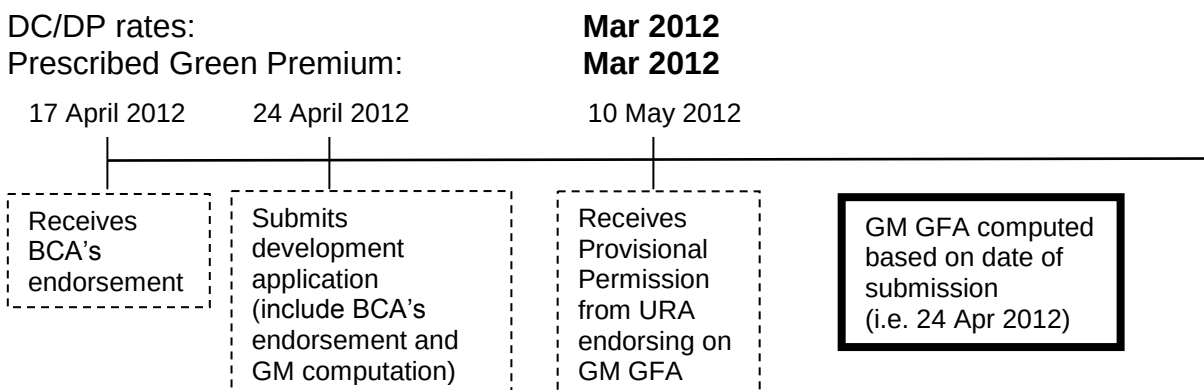 DC/DP rates: Mar 2012
Prescribed Green Premium: Mar 2012
17 April 2012 24 April 2012 10 May 2012
Receives
BCA’s
endorsement
Submits
development
application
(include BCA’s
endorsement and
GM computation)
Receives
Provisional
Permission
from URA
endorsing on
GM GFA
GM GFA computed
based on date of
submission
(i.e. 24 Apr 2012)